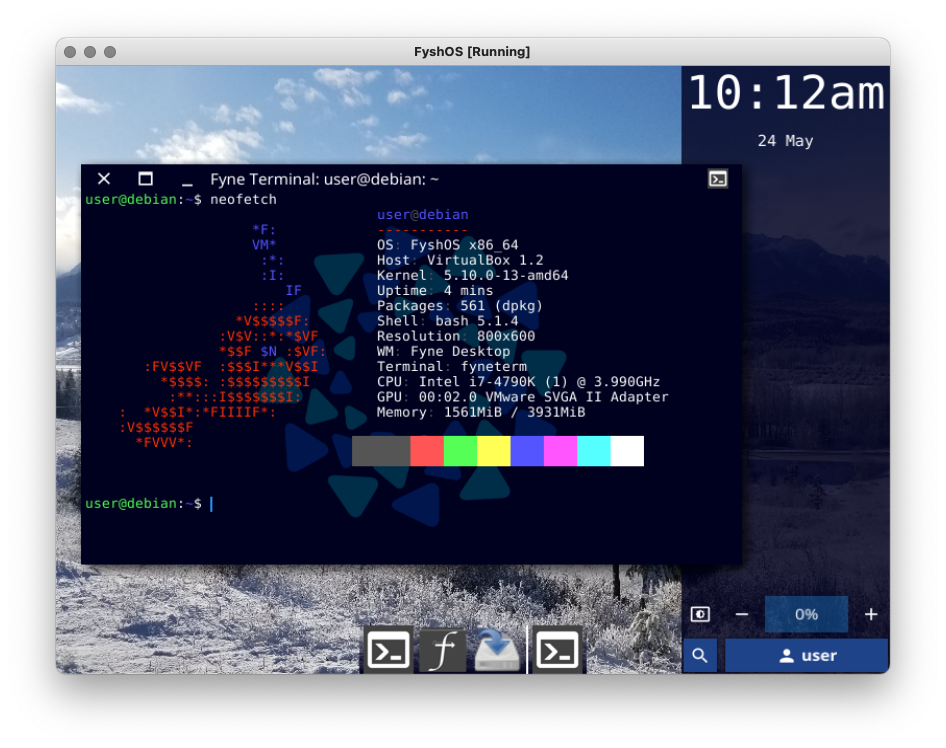 FyshOS [Running]
10:12am
24 May
Fyne Terminal: user@debian: ~
user@debian:~$ neofetch
user@debian
-----------
*F:
VM*
OS: FyshOS x86_64
:*:
Host: VirtualBox 1.2
:I:
Kernel: 5.10.0-13-amd64
IF
Uptime: 4 mins
::::
Packages: 561 (dpkg)
*V$$$$$F:
Shell: bash 5.1.4
:V$V::*:*$VF
Resolution: 800x600
*$$F $N :$VF:
WM: Fyne Desktop
:FV$$VF :$$$I***V$$I
Terminal: fyneterm
*$$$$: :$$$$$$$$$I
CPU: Intel i7-4790K (1) @ 3.990GHz
:**:::I$$$$$$$I:
GPU: 00:02.0 VMware SVGA II Adapter
: *V$$I*:*FIIIIF*:
Memory: 1561MiB / 3931MiB
:V$$$$$$F
*FVVV*:
user@debian:~$
0%
user